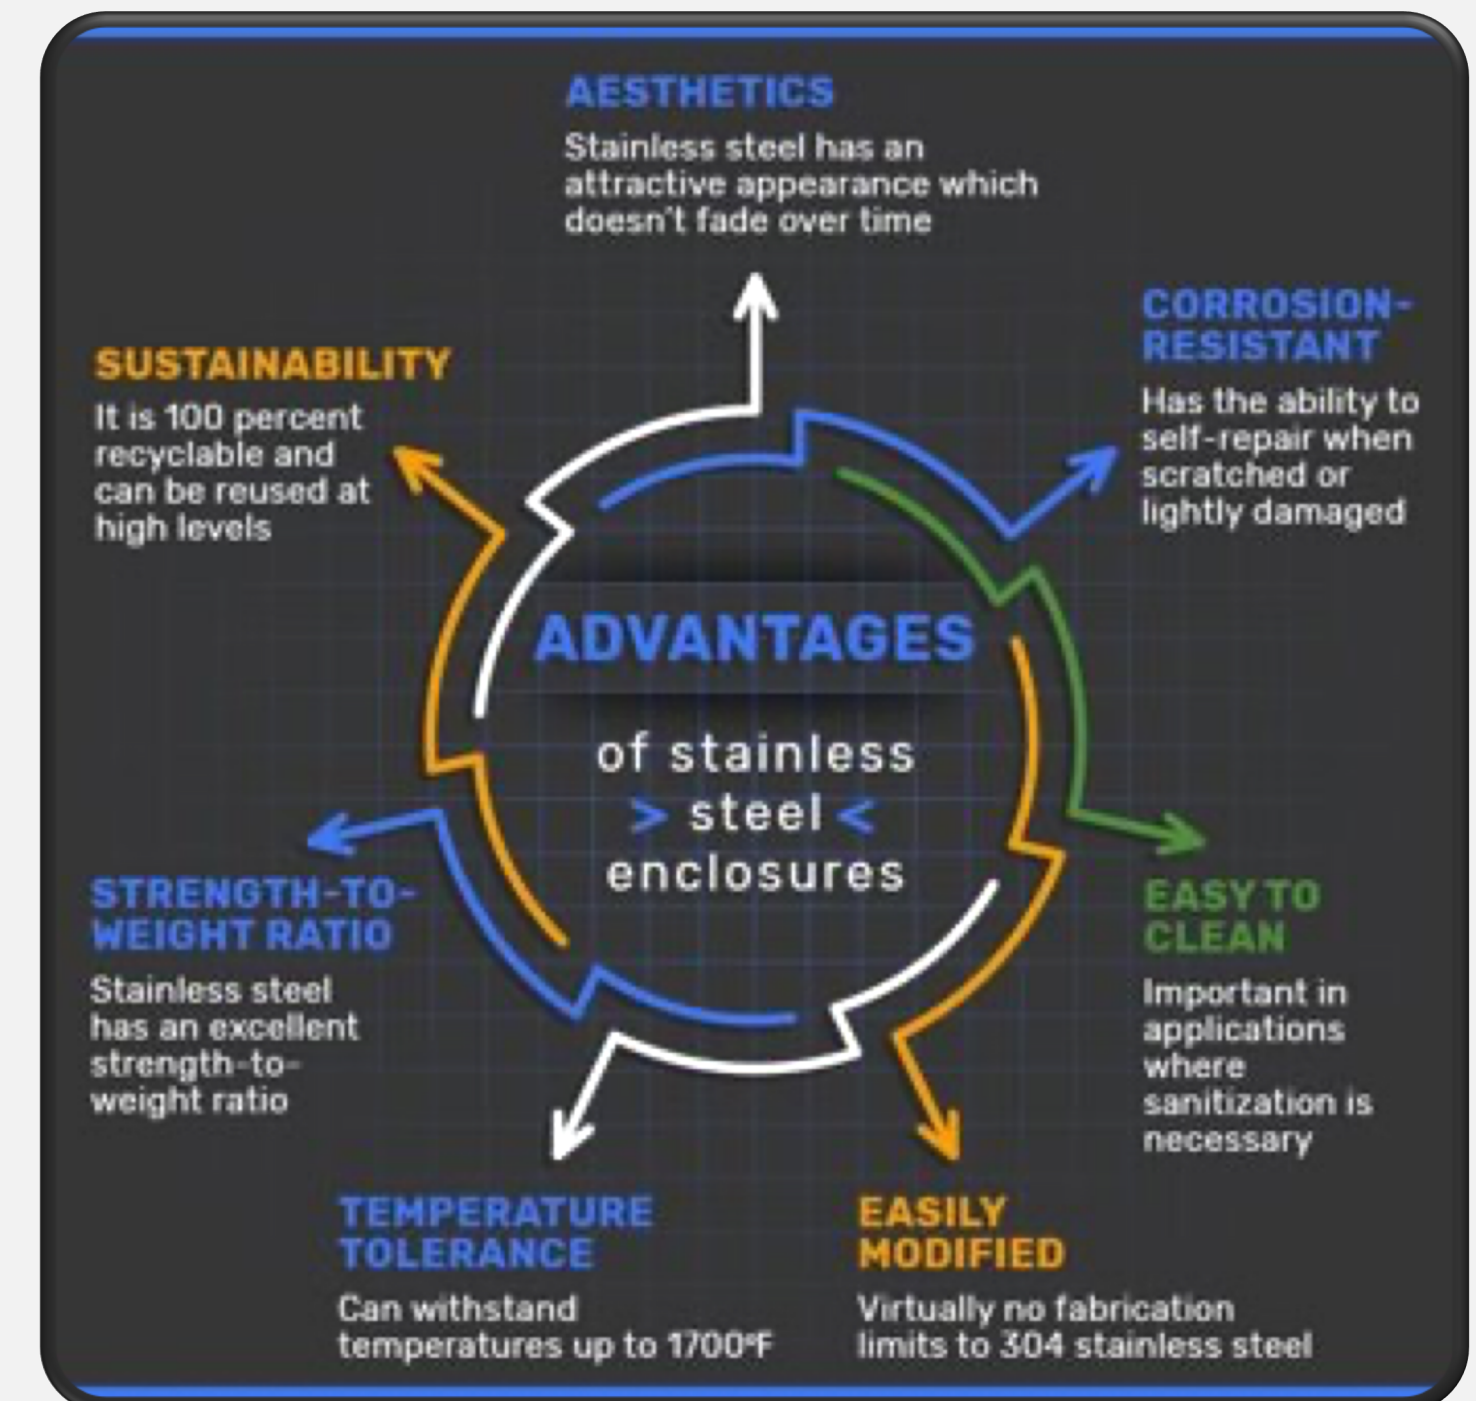 AESTHETICS
Stainless steel has an
attractive appearance which
doesn't fade over time
CORROSION-
RESISTANT
Has the ability to
self-repair when
scratched or
lightly damaged
SUSTAINABILITY
It is 100 percent
recyclable and
can be reused at
high levels
ADVANTAGES
of stainless
> steel <
enclosures
STRENGTH-TO-
WEIGHT RATIO
Stainless steel
has an excellent
strength-to-
weight ratio
EASY TO
CLEAN
Important in
applications
where
sanitization is
necessary
TEMPERATURE
TOLERANCE
Can withstand
temperatures up to 1700°F
EASILY
MODIFIED
Virtually no fabrication
limits to 304 stainless steel